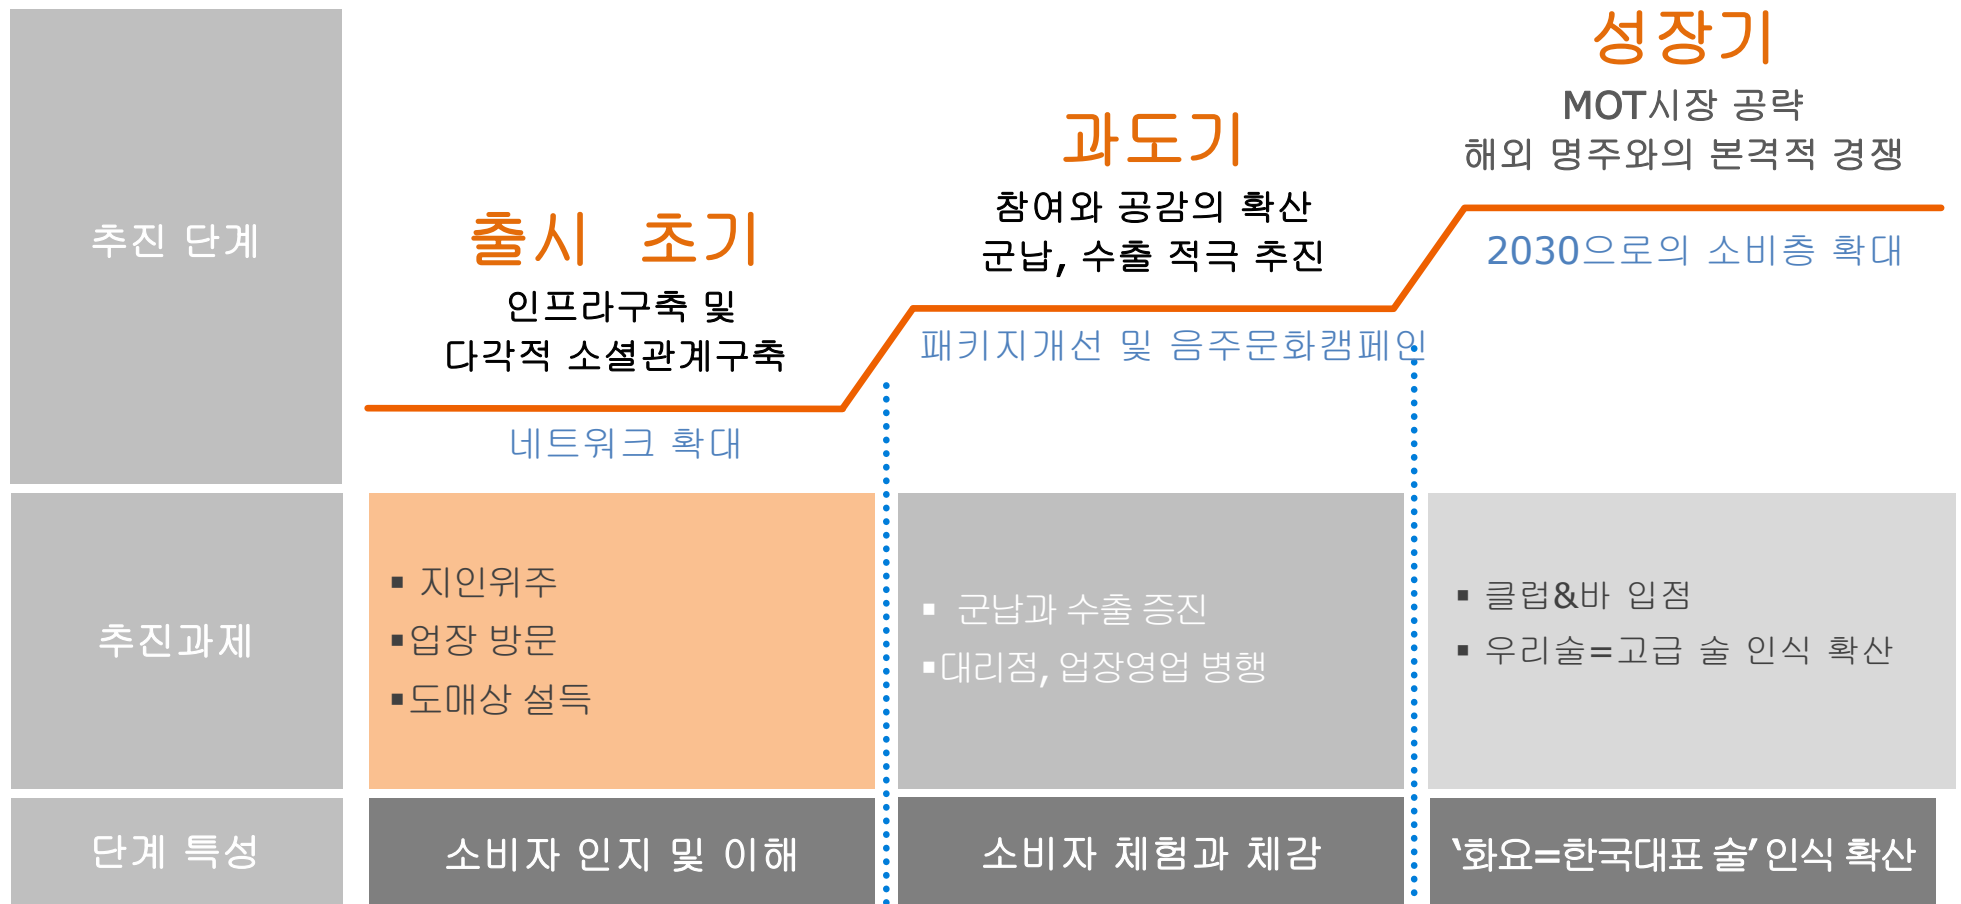 추진 단계
출시 초기
인프라구축 및
다각적 소셜관계구축
네트워크 확대
과도기
참여와 공감의 확산
군납, 수출 적극 추진
패키지개선 및 음주문화캠페인
성장기
MOT시장 공략
해외 명주와의 본격적 경쟁
2030으로의 소비층 확대
추진과제
▪ 지인위주
▪업장 방문
▪도매상 설득
▪ 군납과 수출 증진
▪대리점, 업장영업 병행
▪ 클럽&바 입점
▪ 우리술=고급 술 인식 확산
단계 특성
소비자 인지 및 이해
소비자 체험과 체감
‘화요=한국대표 술’ 인식 확산